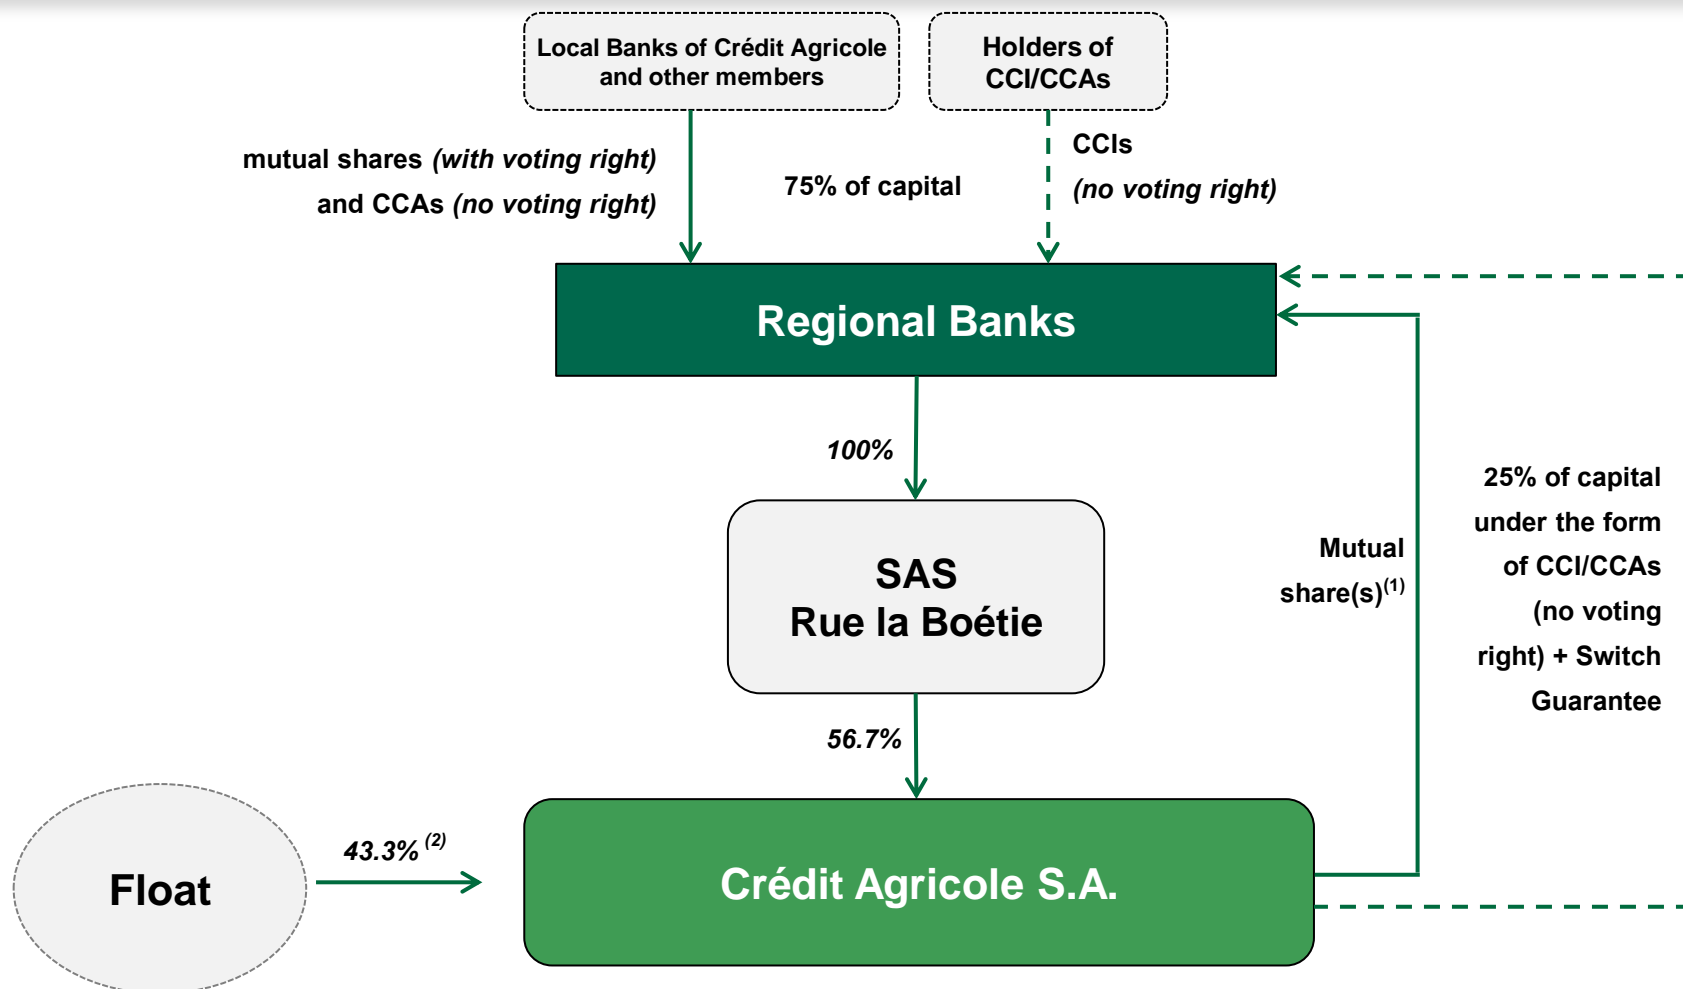 Local Banks of Crédit Agricole
and other members
Holders of
CCI/CCAs
mutual shares (with voting right)
and CCAs (no voting right)
75% of capital
CCIs
(no voting right)
Regional Banks
100%
SAS
Rue la Boétie
Mutual
share(s)(1)
25% of capital
under the form
of CCI/CCAs
(no voting
right) + Switch
Guarantee
56.7%
Float
43.3% (2)
Crédit Agricole S.A.